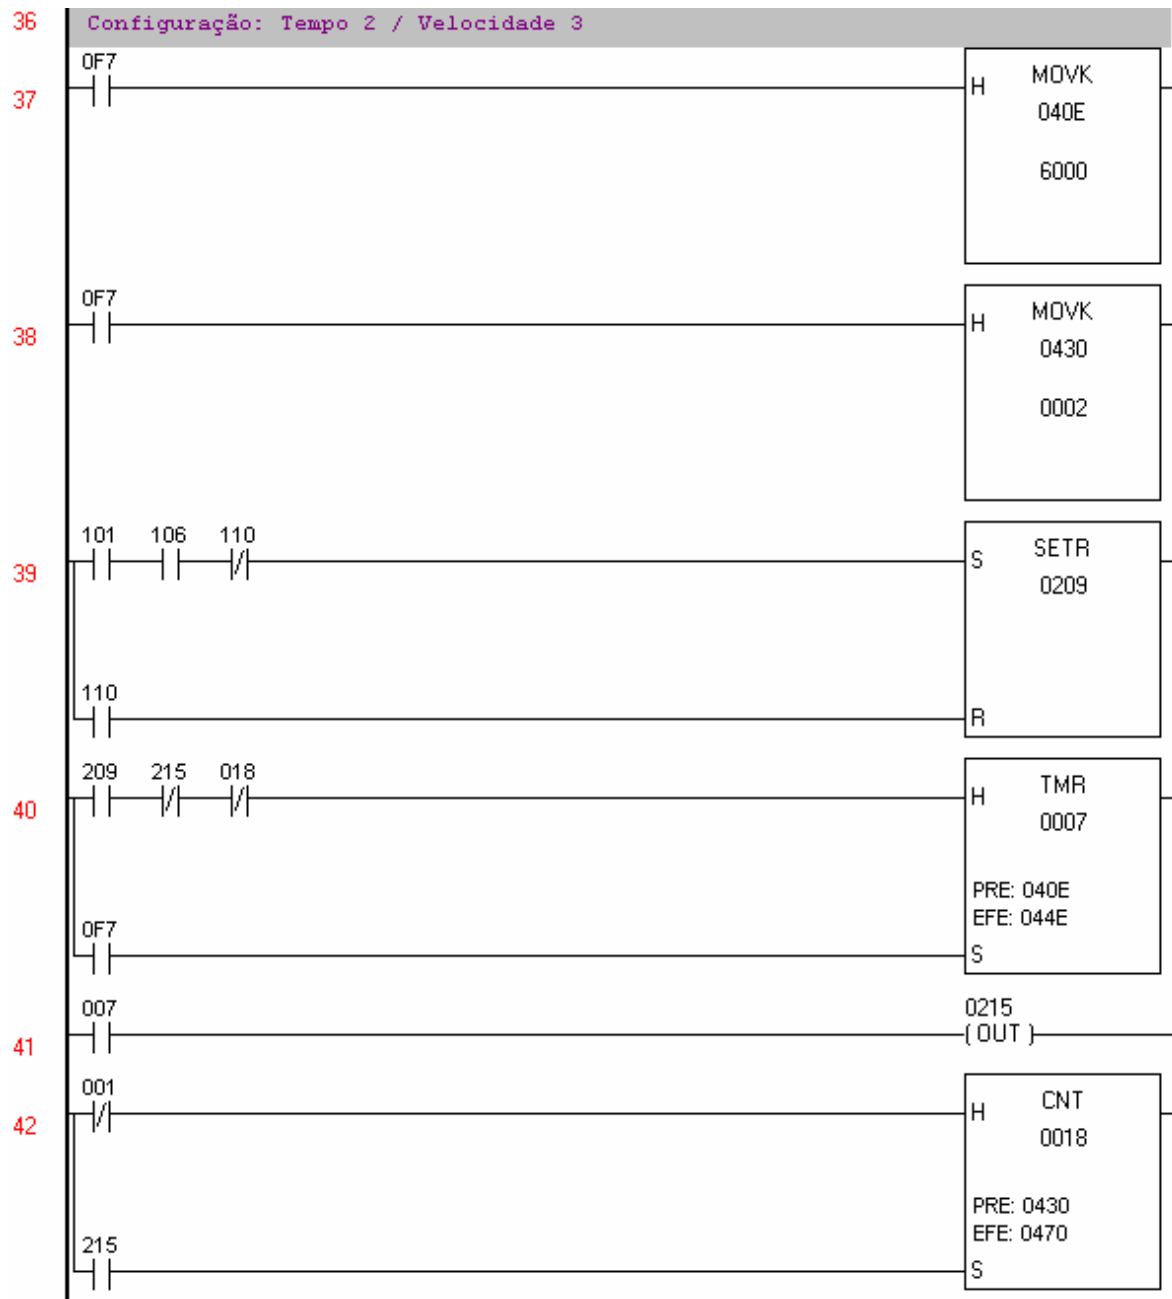 36 Configuração: Tempo 2 / Velocidade 3
0F7
37
H MOVK
040E
6000
0F7
38
H MOVK
0430
0002
101 106 110
39
S SETR
0209
110
R
209 215 018
40
H TMR
0007
PRE: 040E
EFE: 044E
0F7
S
007
41
0215
( OUT )
001
42
H CNT
0018
PRE: 0430
EFE: 0470
215
S